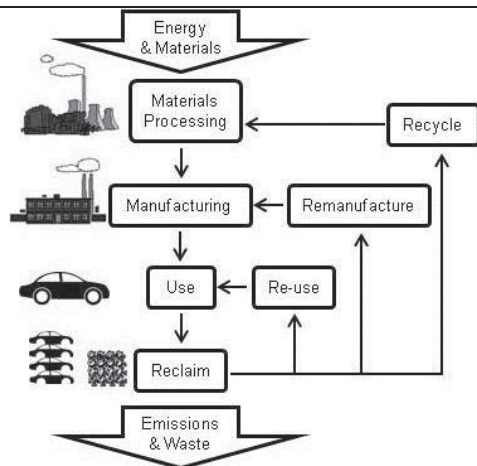 Energy
& Materials
Materials
Processing
Recycle
Manufacturing
Remanufacture
Use
Re-use
Reclaim
Emissions
& Waste